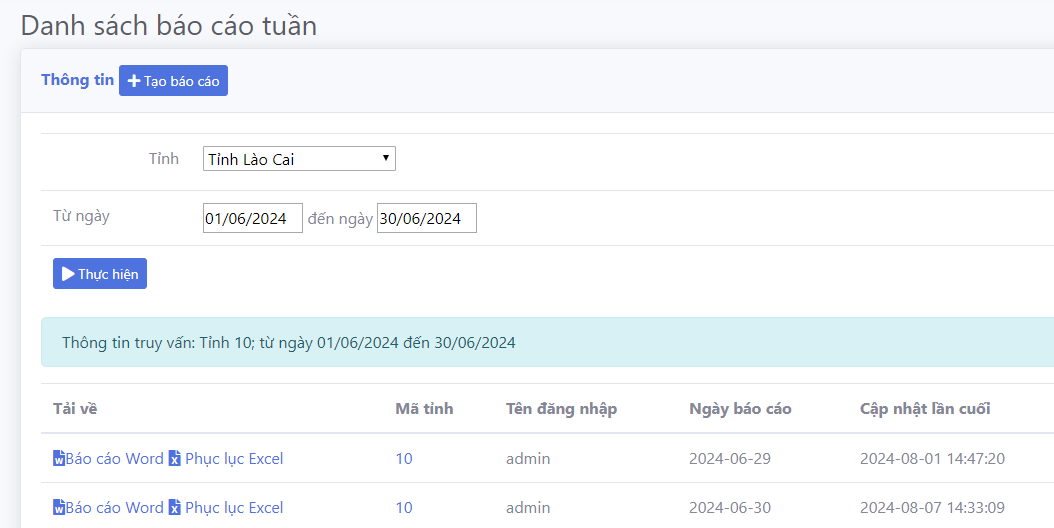 Danh sách báo cáo tuần
Thông tin Tạo báo cáo
Tỉnh Tỉnh Lào Cai
Từ ngày 01/06/2024 đến ngày 30/06/2024
Thực hiện
Thông tin truy vấn: Tỉnh 10; từ ngày 01/06/2024 đến 30/06/2024
Tải về Mã tỉnh Tên đăng nhập Ngày báo cáo Cập nhật lần cuối
Báo cáo Word Phục lục Excel 10 admin 2024-06-29 2024-08-01 14:47:20
Báo cáo Word Phục lục Excel 10 admin 2024-06-30 2024-08-07 14:33:09